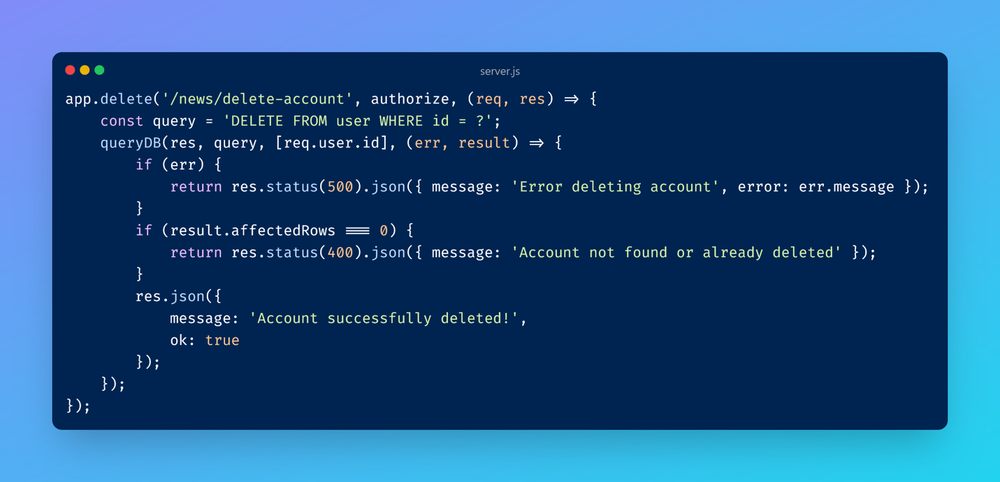 server.js
app.delete('/news/delete-account', authorize, (req, res) => {
    const query = 'DELETE FROM user WHERE id = ?';
    queryDB(res, query, [req.user.id], (err, result) => {
        if (err) {
            return res.status(500).json({ message: 'Error deleting account', error: err.message });
        }
        if (result.affectedRows === 0) {
            return res.status(400).json({ message: 'Account not found or already deleted' });
        }
        res.json({
            message: 'Account successfully deleted!',
            ok: true
        });
    });
});